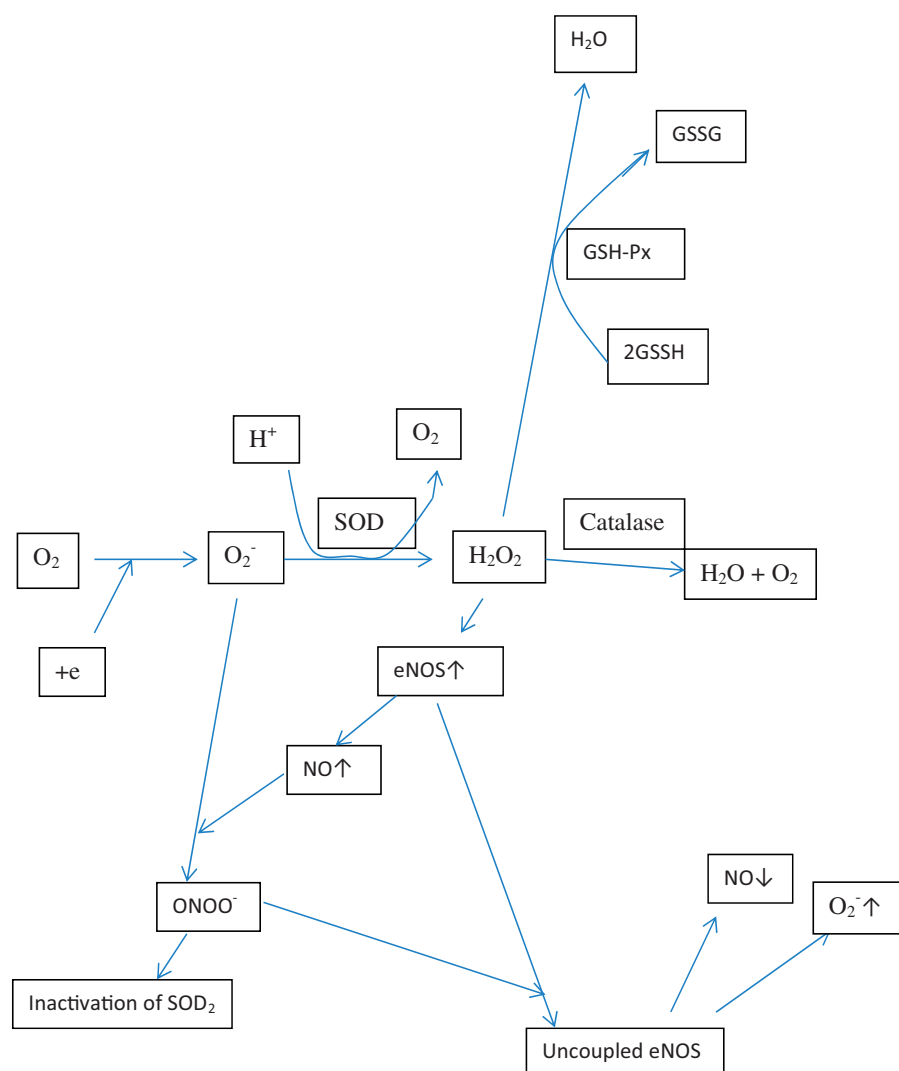 H₂O
GSSG
GSH-Px
2GSSH
O₂
H⁺
SOD
Catalase
O₂
O₂⁻
H₂O₂
H₂O + O₂
+e
eNOS↑
NO↑
NO↓
ONOO⁻
O₂⁻↑
Inactivation of SOD₂
Uncoupled eNOS